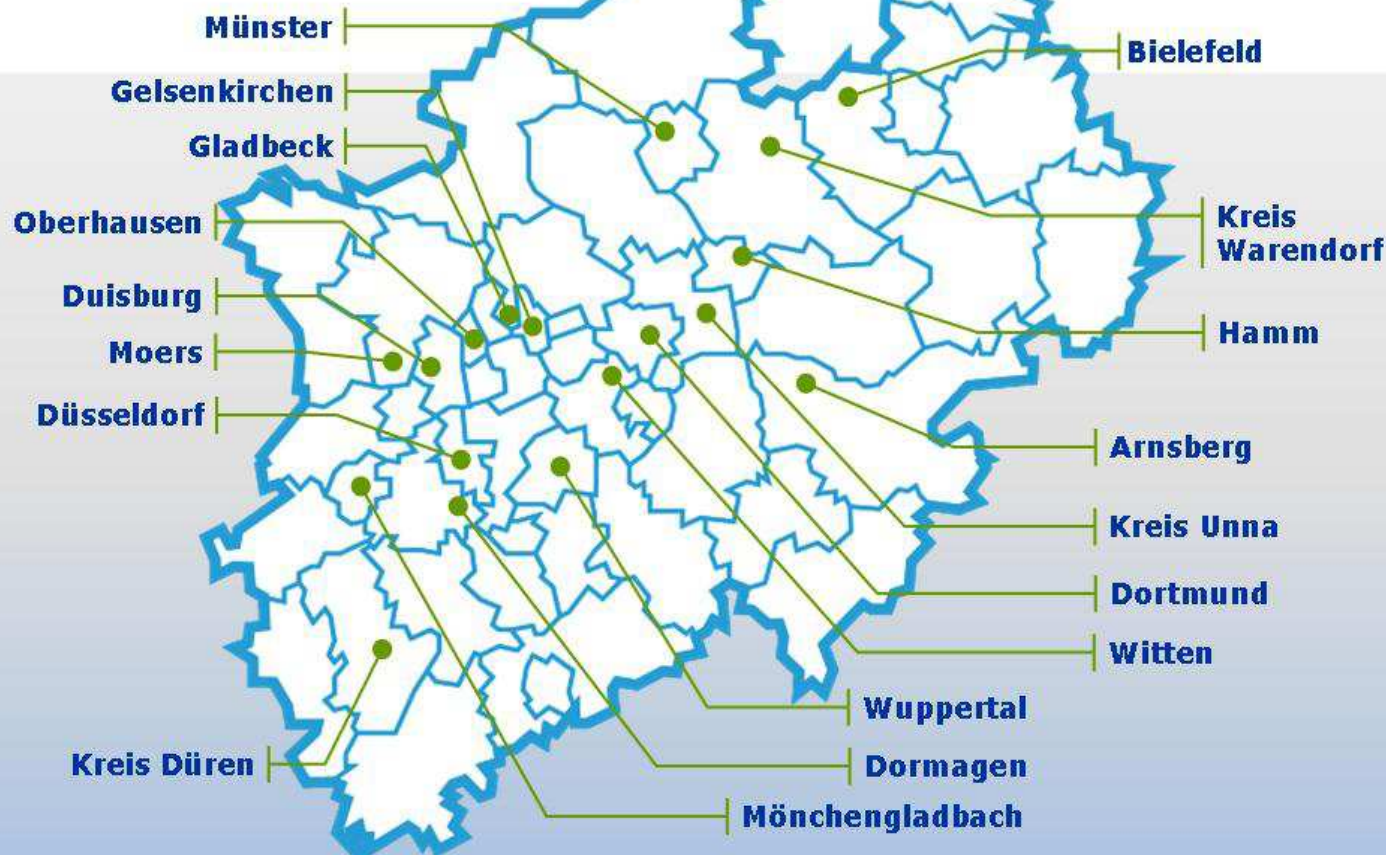 Münster
Bielefeld
Gelsenkirchen
Gladbeck
Oberhausen
Kreis
Warendorf
Duisburg
Hamm
Moers
Düsseldorf
Arnsberg
Kreis Unna
Dortmund
Witten
Wuppertal
Kreis Düren
Dormagen
Mönchengladbach